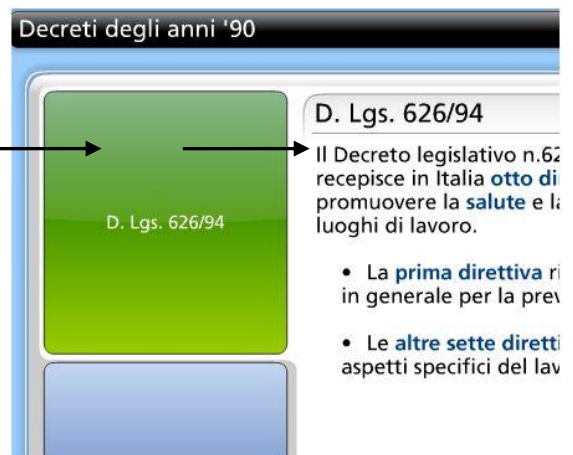 Decreti degli anni '90
D. Lgs. 626/94
D. Lgs. 626/94
Il Decreto legislativo n.62
recepisce in Italia otto di
promuovere la salute e la
luoghi di lavoro.
• La prima direttiva ri
in generale per la prev
• Le altre sette diretti
aspetti specifici del lav